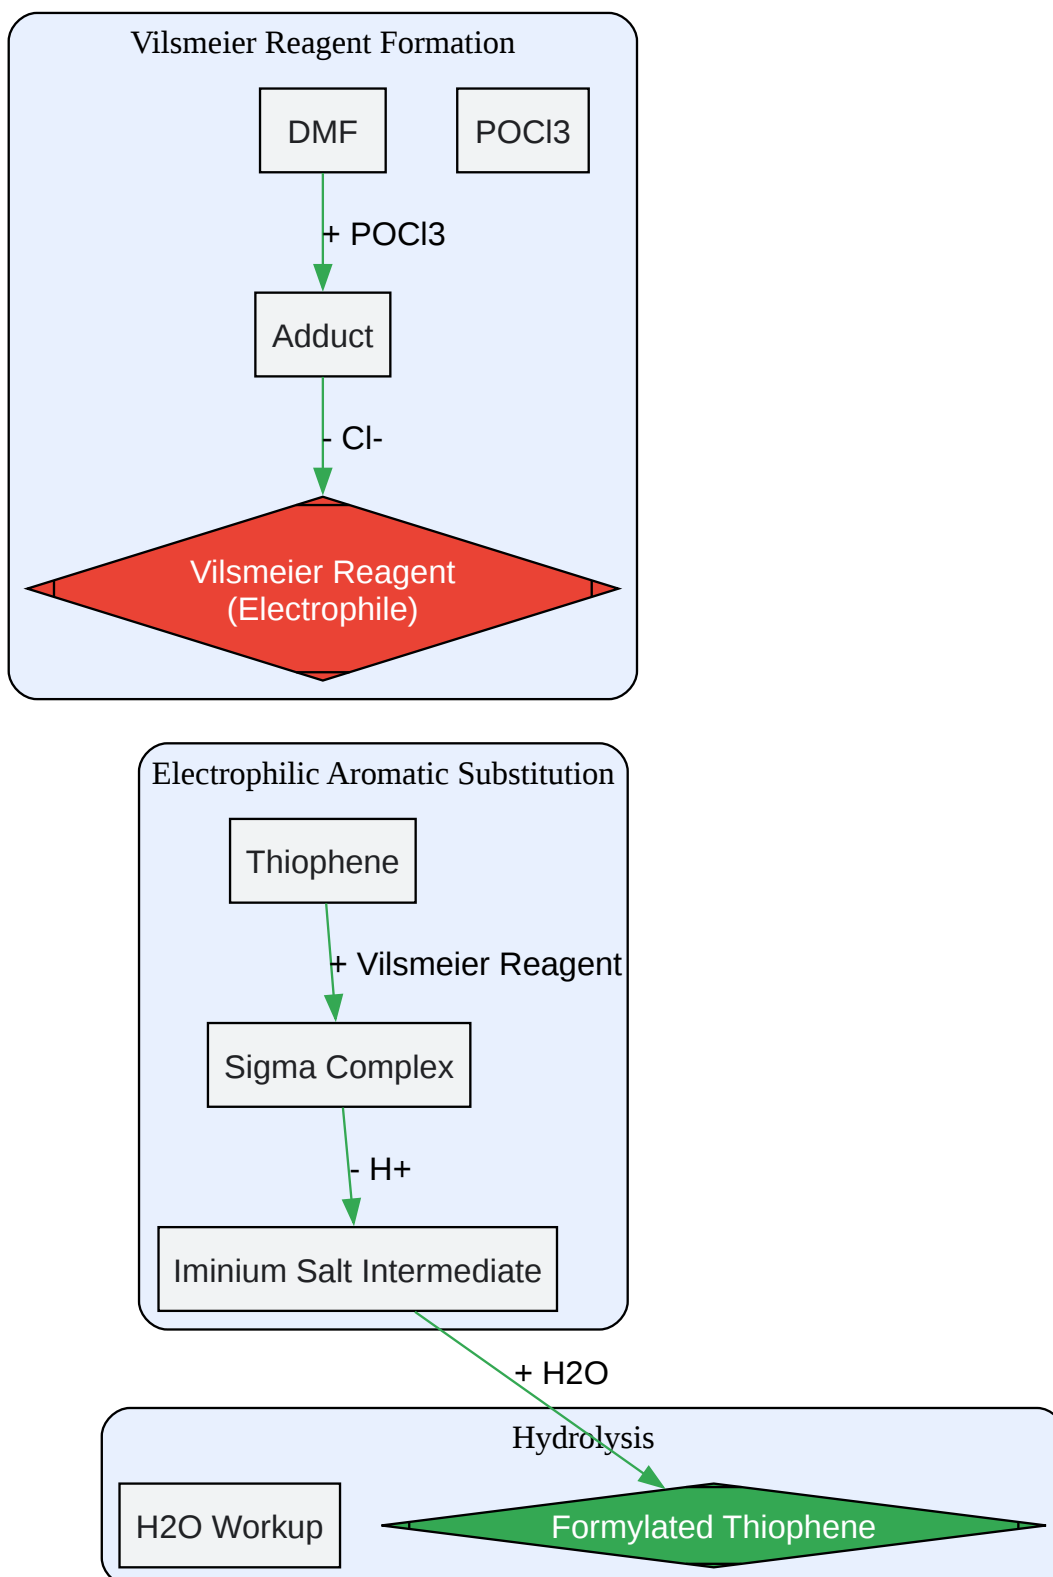 Vilsmeier Reagent Formation
DMF
POCl3
+ POCl3
Adduct
- Cl-
Vilsmeier Reagent
(Electrophile)
Electrophilic Aromatic Substitution
Thiophene
+ Vilsmeier Reagent
Sigma Complex
- H+
Iminium Salt Intermediate
+ H2O
Hydrolysis
H2O Workup
Formylated Thiophene